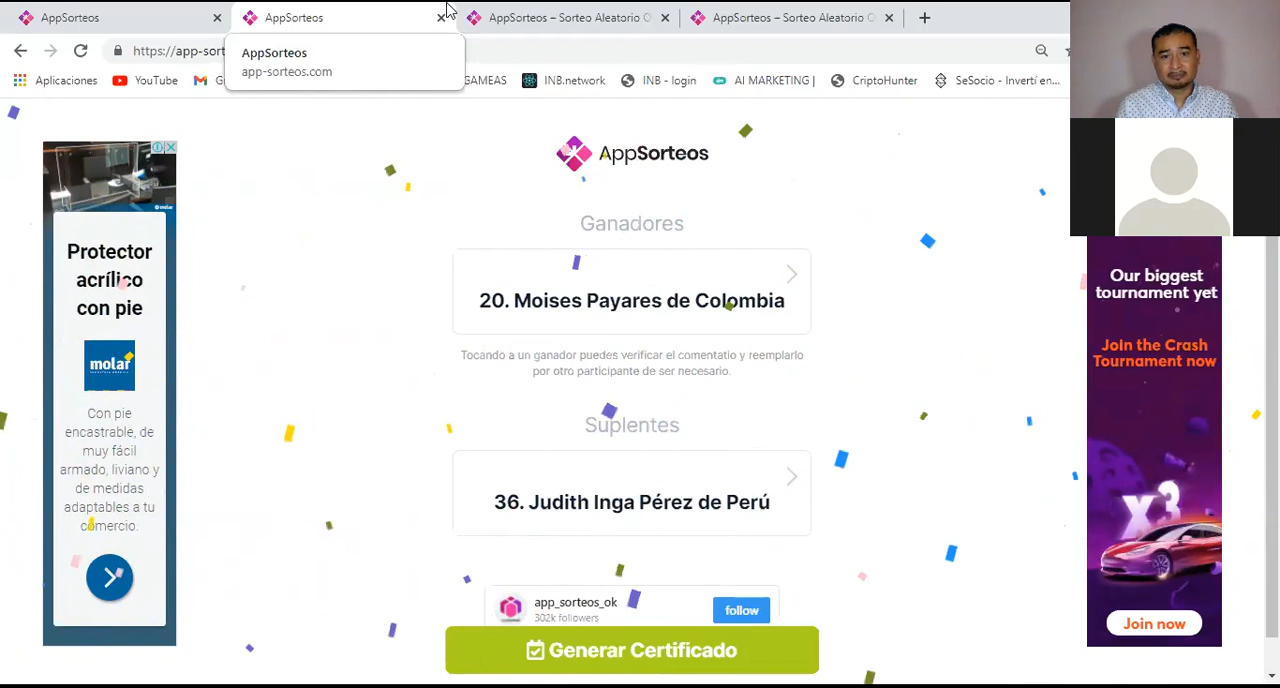 AppSorteos
AppSorteos
AppSorteos – Sorteo Aleatorio
AppSorteos – Sorteo Aleatorio
https://app-sort
AppSorteos
app-sorteos.com
Aplicaciones
YouTube
GAMEAS
INB.network
INB - login
AI MARKETING |
CriptoHunter
SeSocio - Invertí en...
AppSorteos
Ganadores
20. Moises Payares de Colombia
Tocando a un ganador puedes verificar el comentatio y reemplarlo
por otro participante de ser necesario.
Suplentes
36. Judith Inga Pérez de Perú
app_sorteos_ok
302k followers
follow
Generar Certificado
molar
Protector
acrílico
con pie
molar
Con pie
encastrable, de
muy fácil
armado, liviano y
de medidas
adaptables a tu
comercio.
Our biggest
tournament yet
Join the Crash
Tournament now
x3
Join now